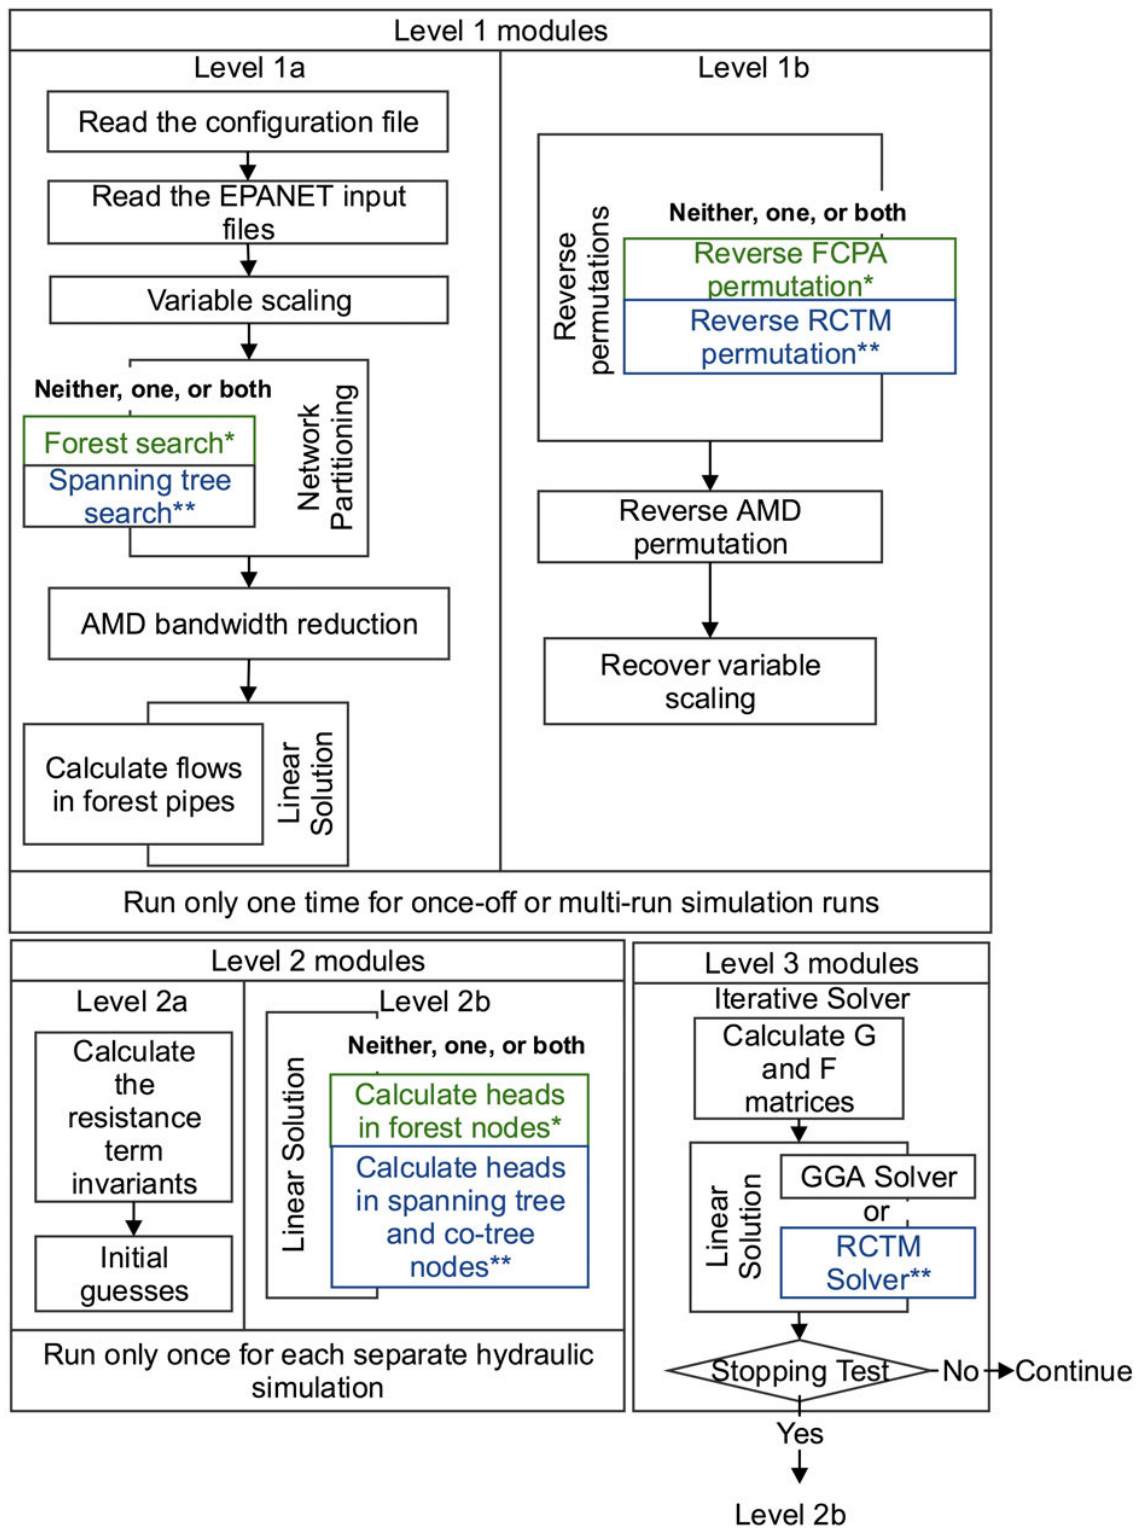 Level 1 modules
Level 1a
Read the configuration file
Read the EPANET input
files
Variable scaling
Neither, one, or both
Forest search*
Spanning tree
search**
Network
Partitioning
AMD bandwidth reduction
Calculate flows
in forest pipes
Linear
Solution
Level 1b
Reverse
permutations
Neither, one, or both
Reverse FCPA
permutation*
Reverse RCTM
permutation**
Reverse AMD
permutation
Recover variable
scaling
Run only one time for once-off or multi-run simulation runs
Level 2 modules
Level 2a
Calculate
the
resistance
term
invariants
Initial
guesses
Level 2b
Linear Solution
Neither, one, or both
Calculate heads
in forest nodes*
Calculate heads
in spanning tree
and co-tree
nodes**
Run only once for each separate hydraulic
simulation
Level 3 modules
Iterative Solver
Calculate G
and F
matrices
Linear
Solution
GGA Solver
or
RCTM
Solver**
Stopping Test
No
Continue
Yes
Level 2b